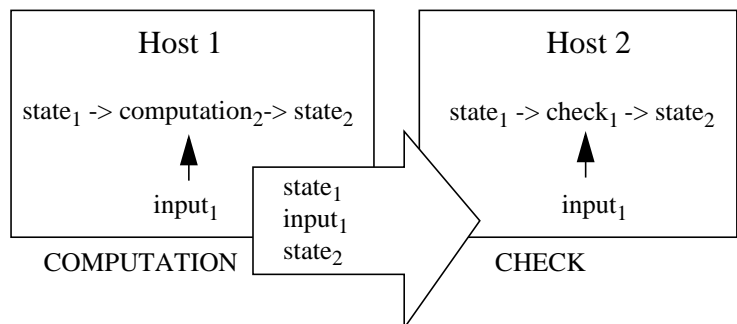 Host 1
state₁ -> computation₂-> state₂
input₁
COMPUTATION
state₁
input₁
state₂
Host 2
state₁ -> check₁ -> state₂
input₁
CHECK